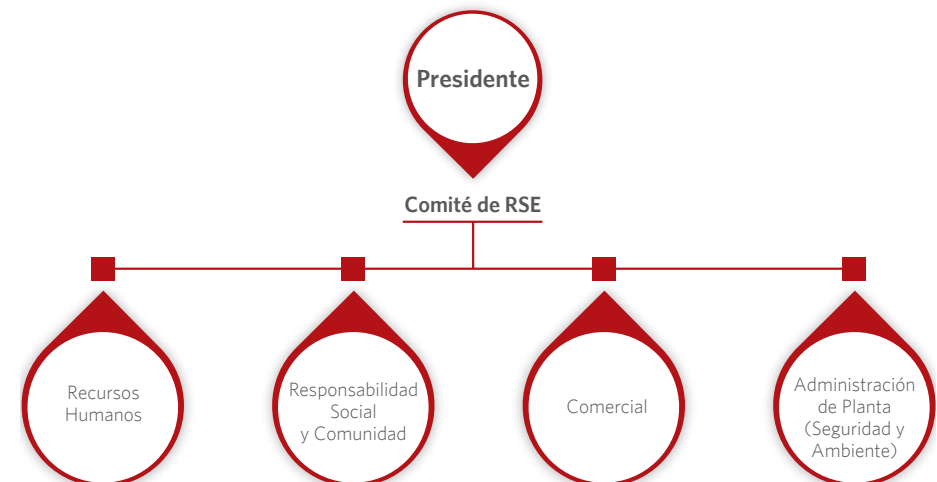 Presidente
Comité de RSE
Recursos
Humanos
Responsabilidad
Social
y Comunidad
Comercial
Administración
de Planta
(Seguridad y
Ambiente)